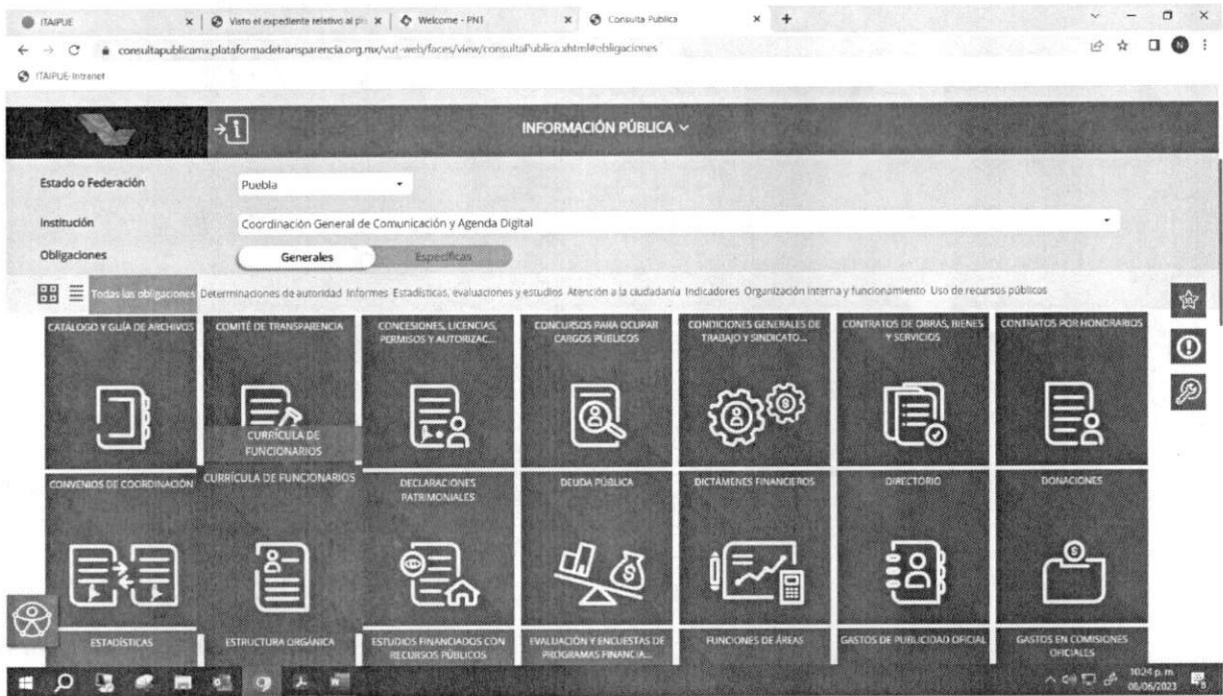 ITAIPUE
Visto el expediente relativo al pr
Welcome - PNT
Consulta Publica
consultapublicamx.plataformadetransparencia.org.mx/vut-web/faces/view/consultaPublica.xhtml#obligaciones
N
ITAIPUE-Intranet
INFORMACIÓN PÚBLICA
Estado o Federación
Puebla
Institución
Coordinación General de Comunicación y Agenda Digital
Obligaciones
Generales
Específicas
Todas las obligaciones Determinaciones de autoridad Informes Estadísticas, evaluaciones y estudios Atención a la ciudadanía Indicadores Organización interna y funcionamiento Uso de recursos públicos
CATÁLOGO Y GUÍA DE ARCHIVOS
COMITÉ DE TRANSPARENCIA
CONCESIONES, LICENCIAS,
PERMISOS Y AUTORIZAC...
CONCURSOS PARA OCUPAR
CARGOS PÚBLICOS
CONDICIONES GENERALES DE
TRABAJO Y SINDICATO...
CONTRATOS DE OBRAS, BIENES
Y SERVICIOS
CONTRATOS POR HONORARIOS
CURRÍCULA DE
FUNCIONARIOS
CONVENIOS DE COORDINACIÓN
CURRÍCULA DE FUNCIONARIOS
DECLARACIONES
PATRIMONIALES
DEUDA PÚBLICA
DICTÁMENES FINANCIEROS
DIRECTORIO
DONACIONES
ESTADÍSTICAS
ESTRUCTURA ORGÁNICA
ESTUDIOS FINANCIADOS CON
RECURSOS PÚBLICOS
EVALUACIÓN Y ENCUESTAS DE
PROGRAMAS FINANCIA...
FUNCIONES DE ÁREAS
GASTOS DE PUBLICIDAD OFICIAL
GASTOS EN COMISIONES
OFICIALES
10:24 p. m.
08/06/2023